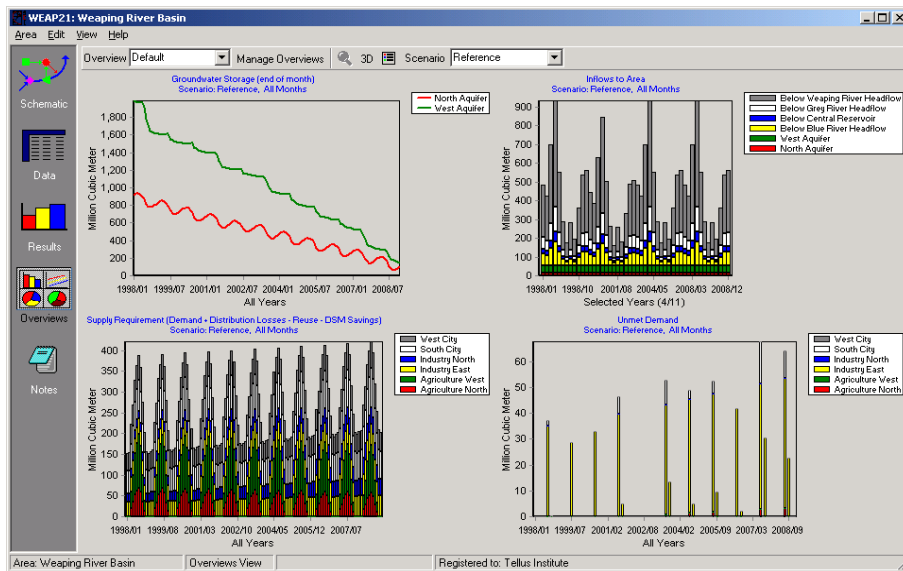 WEAP21: Weaping River Basin
Area Edit View Help
Overview Default Manage Overviews 3D Scenario Reference
Schematic
Data
Results
Overviews
Notes
Groundwater Storage (end of month)
Scenario: Reference, All Months
Million Cubic Meter
1,800
1,600
1,400
1,200
1,000
800
600
400
200
0
1998/01 1999/07 2001/01 2002/07 2004/01 2005/07 2007/01 2008/07
All Years
North Aquifer
West Aquifer
Inflows to Area
Scenario: Reference, All Months
Million Cubic Meter
900
800
700
600
500
400
300
200
100
0
1998/01 1998/10 2001/08 2004/05 2008/03 2008/12
Selected Years (4/11)
Below Weaping River Headflow
Below Grey River Headflow
Below Central Reservoir
Below Blue River Headflow
West Aquifer
North Aquifer
Supply Requirement (Demand + Distribution Losses - Reuse - DSM Savings)
Scenario: Reference, All Months
Million Cubic Meter
400
350
300
250
200
150
100
50
0
1998/01 1999/08 2001/03 2002/10 2004/05 2005/12 2007/07
All Years
West City
South City
Industry North
Industry East
Agriculture West
Agriculture North
Unmet Demand
Scenario: Reference, All Months
Million Cubic Meter
60
50
40
30
20
10
0
1998/01 1999/07 2001/02 2002/08 2004/02 2005/09 2007/03 2008/09
All Years
West City
South City
Industry North
Industry East
Agriculture West
Agriculture North
Area: Weaping River Basin
Overviews View
Registered to: Tellus Institute